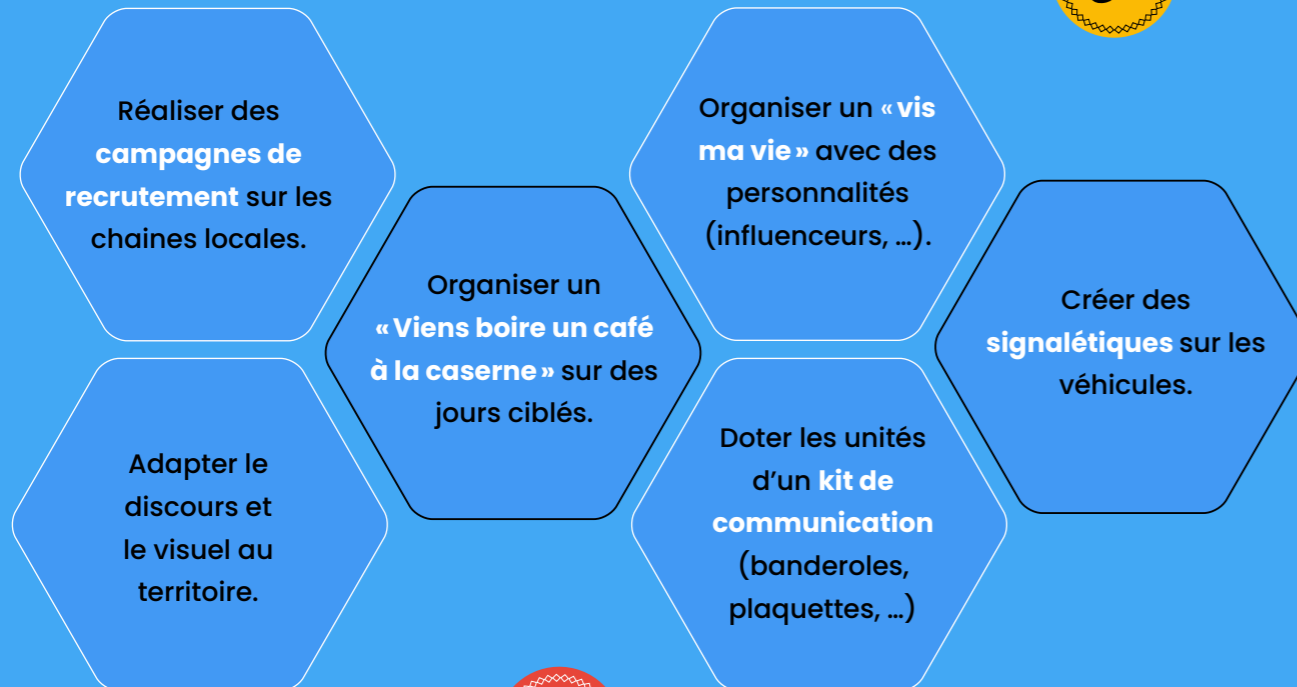 Réaliser des
campagnes de
recrutement sur les
chaines locales.
Organiser un
« Viens boire un café
à la caserne » sur des
jours ciblés.
Organiser un « vis
ma vie » avec des
personnalités
(influenceurs, ...).
Créer des
signalétiques sur les
véhicules.
Adapter le
discours et
le visuel au
territoire.
Doter les unités
d’un kit de
communication
(banderoles,
plaquettes, ...)